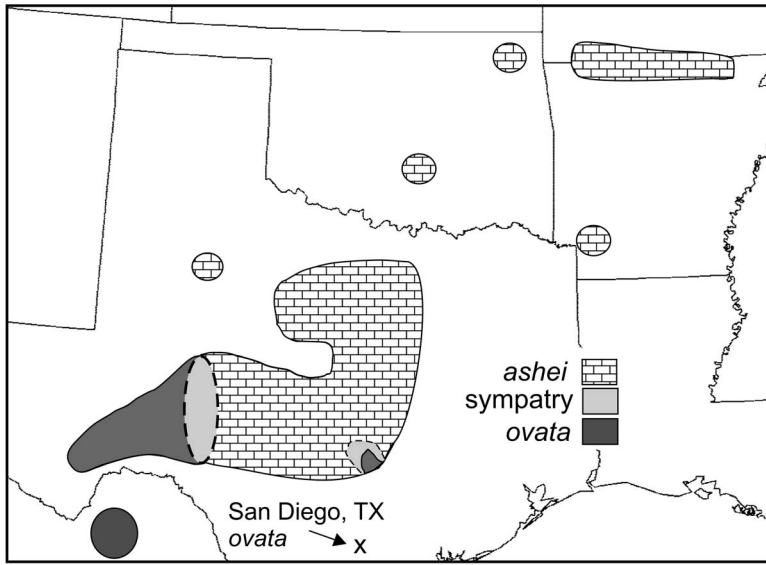 ashei
sympatry
ovata
San Diego, TX
ovata
x